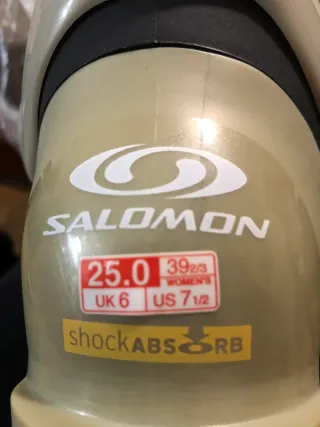 SALOMON
25.0 39 2/3
WOMEN'S
UK 6 US 7 1/2
shockABSORB